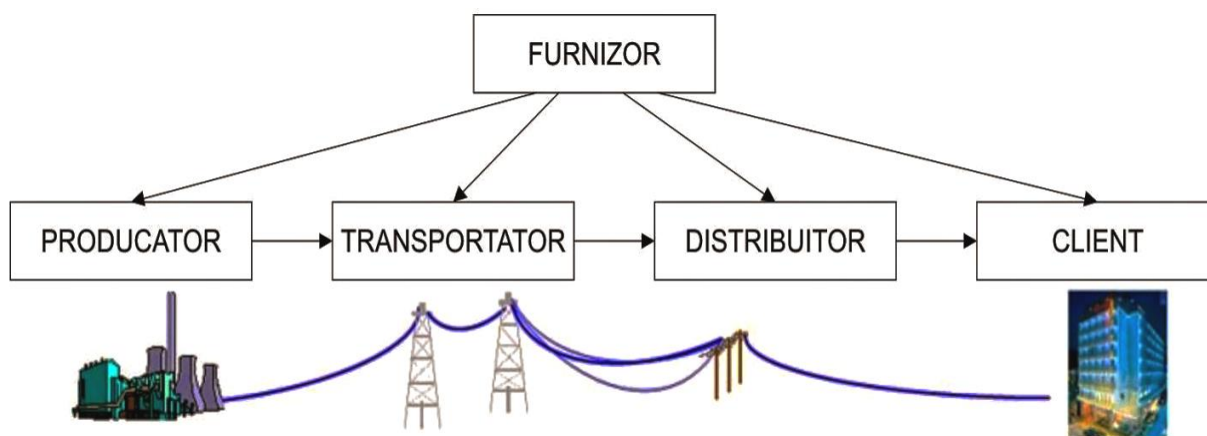 FURNIZOR
PRODUCATOR
TRANSPORTATOR
DISTRIBUITOR
CLIENT